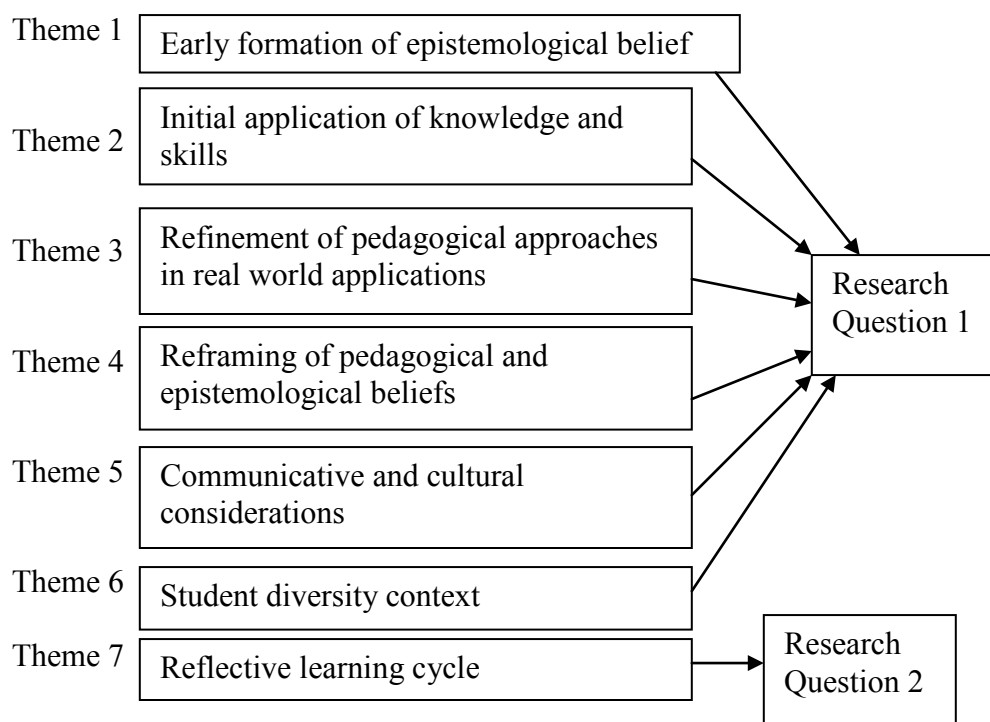 Theme 1
Early formation of epistemological belief
Theme 2
Initial application of knowledge and
skills
Theme 3
Refinement of pedagogical approaches
in real world applications
Theme 4
Reframing of pedagogical and
epistemological beliefs
Theme 5
Communicative and cultural
considerations
Theme 6
Student diversity context
Theme 7
Reflective learning cycle
Research
Question 1
Research
Question 2